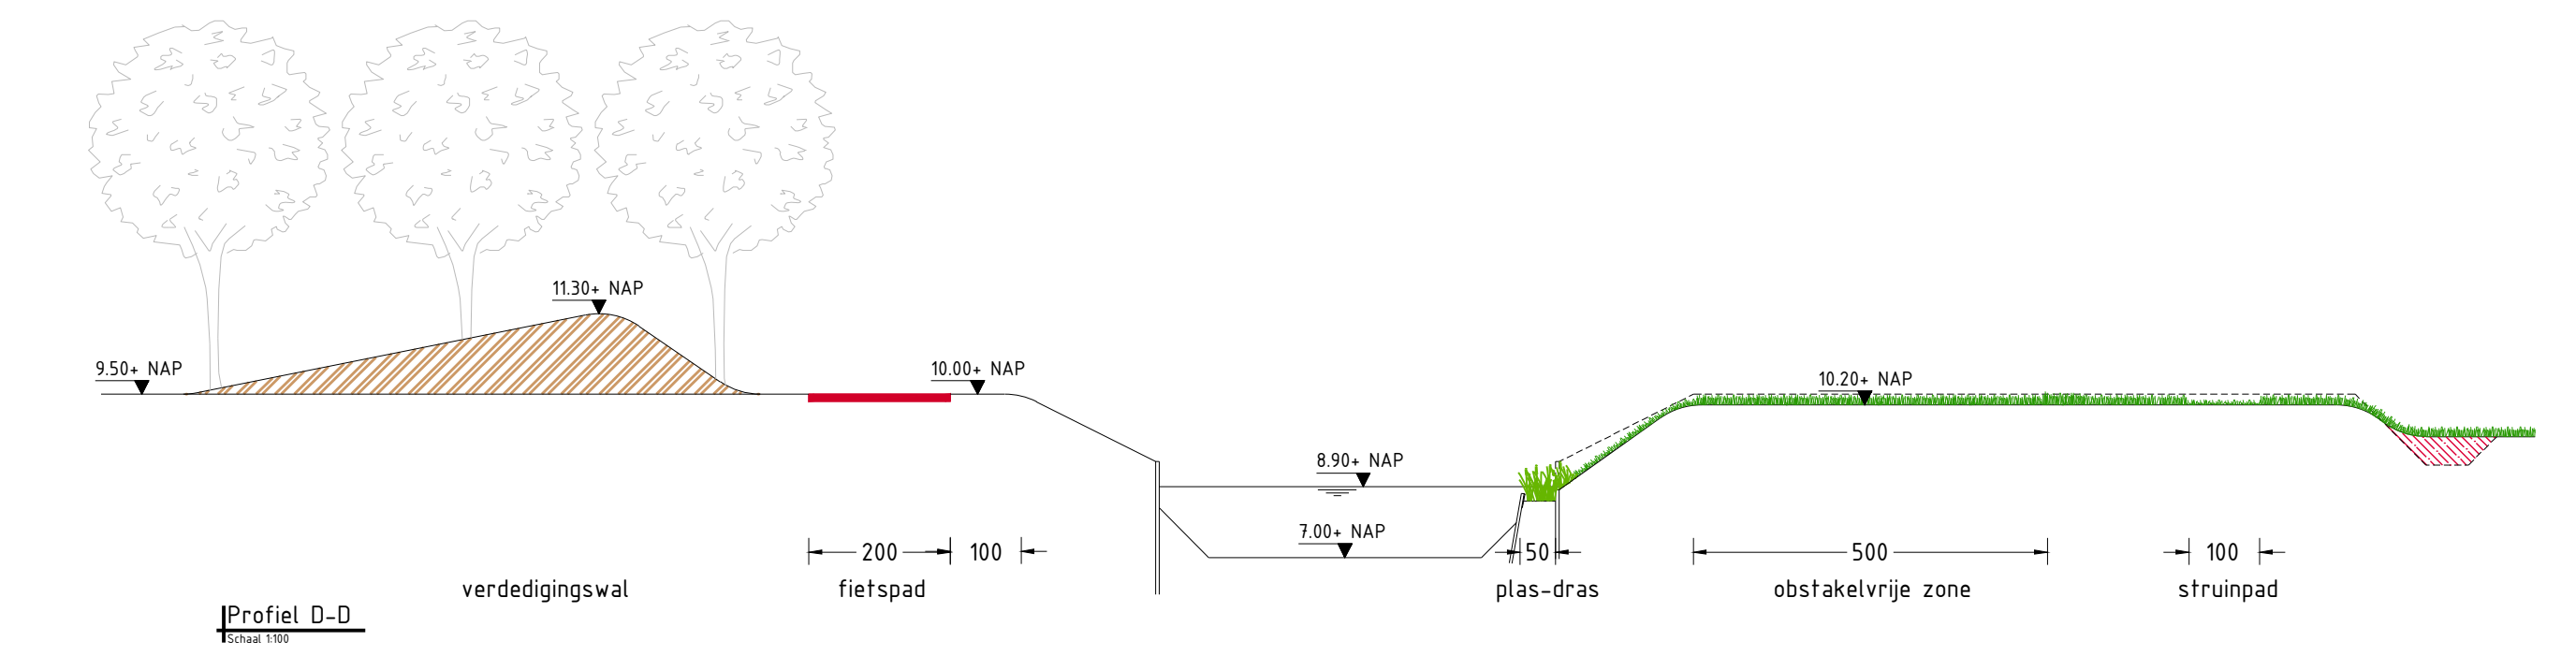 11.30+ NAP
9.50+ NAP
10.00+ NAP
10.20+ NAP
8.90+ NAP
7.00+ NAP
200
100
50
500
100
verdedigingswal
fietspad
plas-dras
obstakelvrije zone
struinpad
Profiel D-D
Schaal 1:100